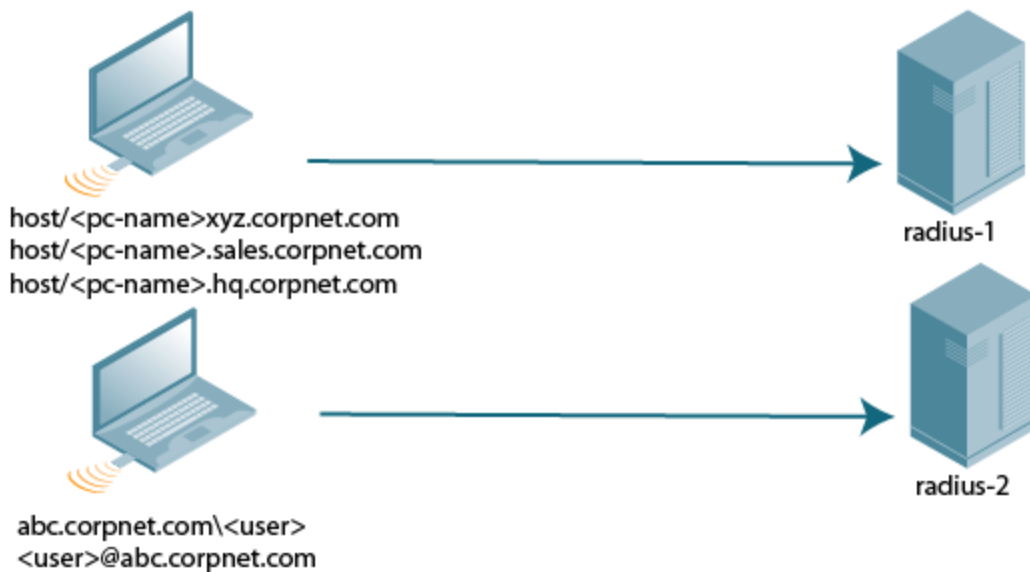 host/<pc-name>xyz.corpnet.com
host/<pc-name>.sales.corpnet.com
host/<pc-name>.hq.corpnet.com
radius-1
abc.corpnet.com\<user>
<user>@abc.corpnet.com
radius-2